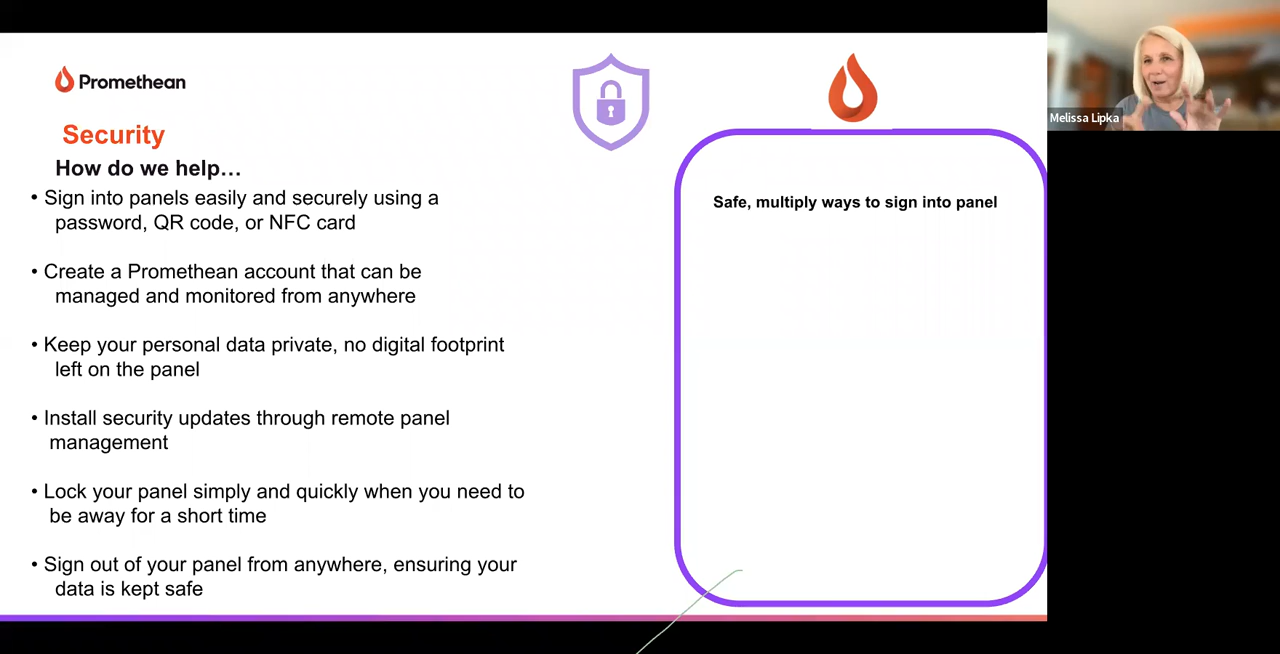 Promethean
Security
How do we help…
• Sign into panels easily and securely using a
password, QR code, or NFC card
• Create a Promethean account that can be
managed and monitored from anywhere
• Keep your personal data private, no digital footprint
left on the panel
• Install security updates through remote panel
management
• Lock your panel simply and quickly when you need to
be away for a short time
• Sign out of your panel from anywhere, ensuring your
data is kept safe
Safe, multiply ways to sign into panel
Melissa Lipka